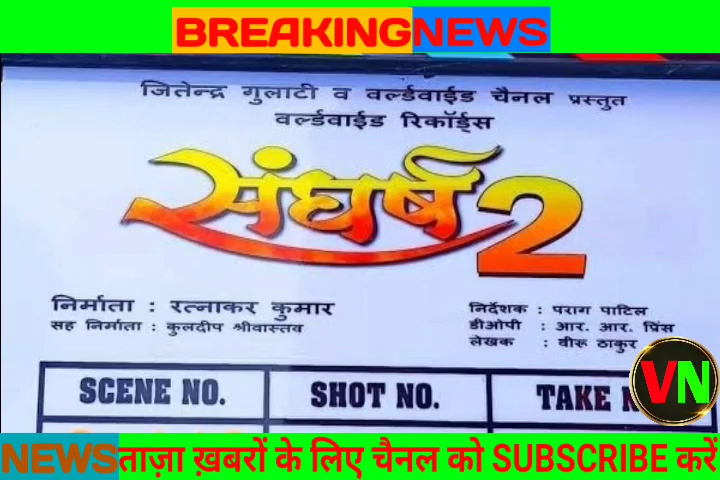 BREAKINGNEWS
जितेन्द्र गुलाटी व वर्ल्डवाईड चैनल प्रस्तुत
वर्ल्डवाईड रिकॉर्ड्स
संघर्ष 2
निर्माता : रत्नाकर कुमार
सह निर्माता : कुलदीप श्रीवास्तव
निर्देशक : पराग पाटिल
डीओपी : आर. आर. प्रिंस
लेखक : वीरू ठाकुर
SCENE NO. SHOT NO. TAKE N
VN
NEWS ताज़ा ख़बरों के लिए चैनल को SUBSCRIBE करें